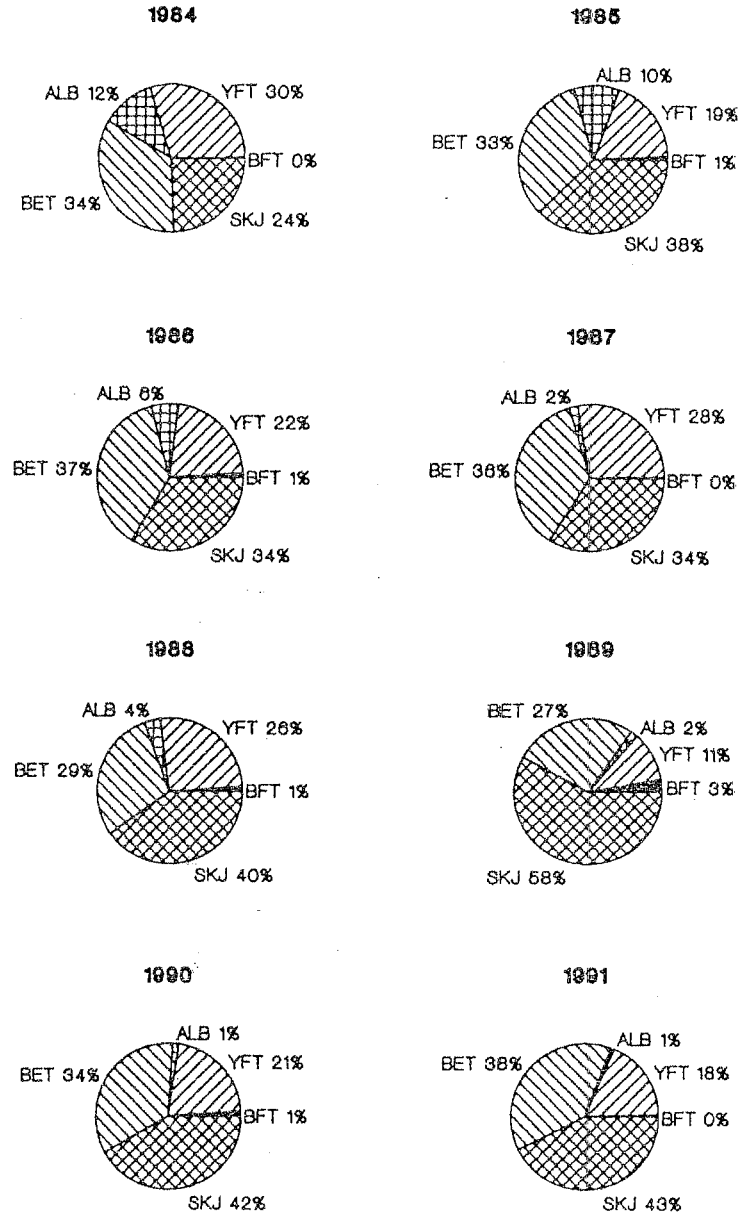 1984
ALB 12%
YFT 30%
BFT 0%
BET 34%
SKJ 24%
1985
ALB 10%
YFT 19%
BET 33%
BFT 1%
SKJ 38%
1986
ALB 6%
YFT 22%
BET 37%
BFT 1%
SKJ 34%
1987
ALB 2%
YFT 28%
BET 36%
BFT 0%
SKJ 34%
1988
ALB 4%
YFT 26%
BET 29%
BFT 1%
SKJ 40%
1989
BET 27%
ALB 2%
YFT 11%
BFT 3%
SKJ 58%
1990
ALB 1%
YFT 21%
BET 34%
BFT 1%
SKJ 42%
1991
ALB 1%
BET 38%
YFT 18%
BFT 0%
SKJ 43%